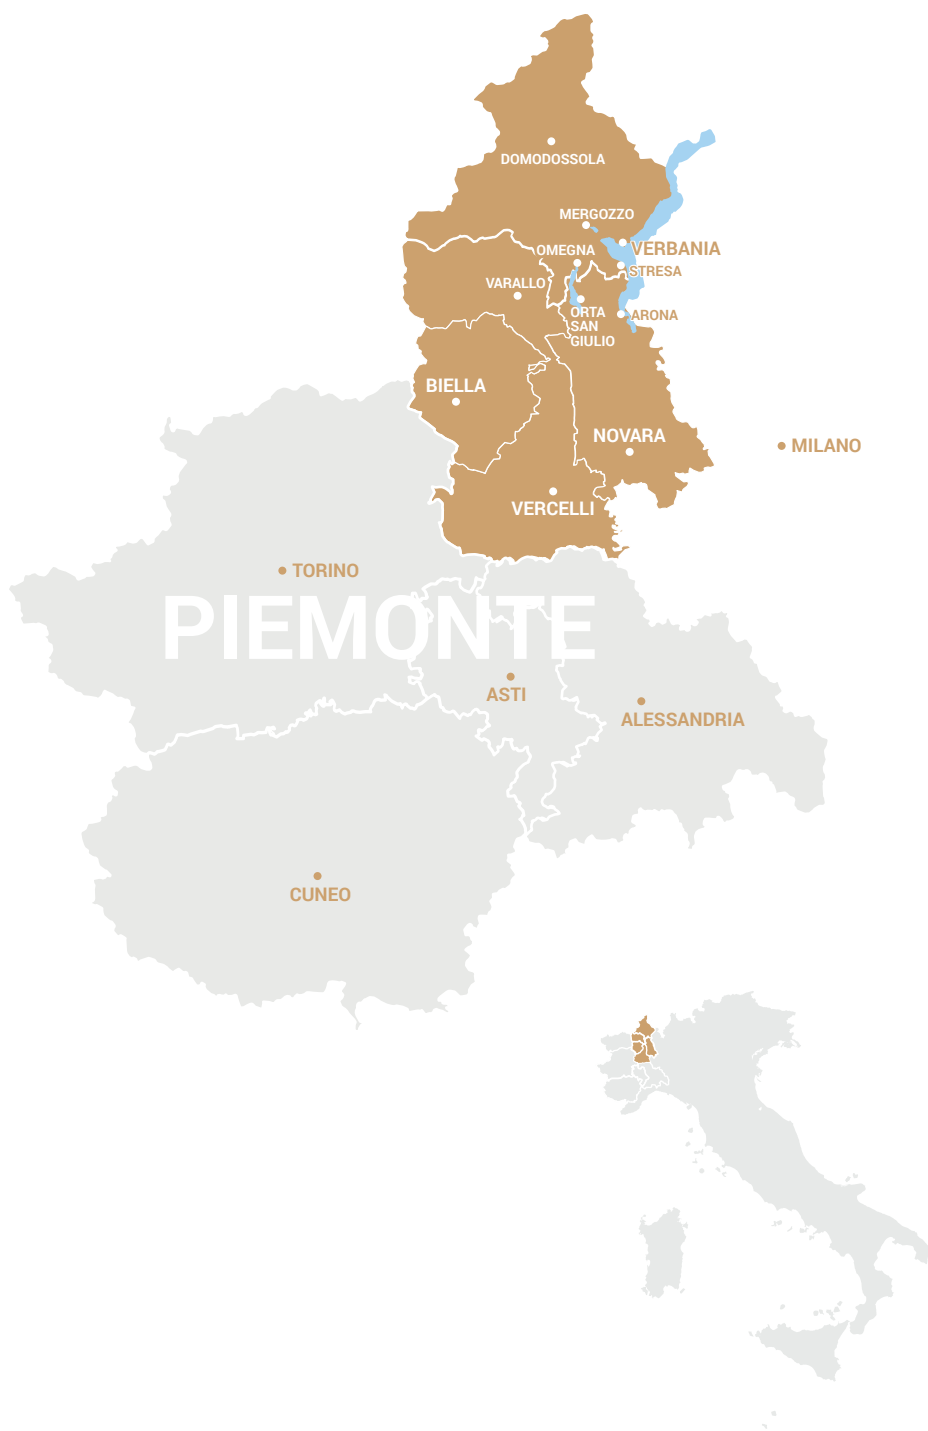 DOMODOSSOLA
MERGOZZO
VERBANIA
OMEGNA
STRESA
VARALLO
ORTA
SAN
GIULIO
ARONA
BIELLA
NOVARA
MILANO
VERCELLI
TORINO
PIEMONTE
ASTI
ALESSANDRIA
CUNEO